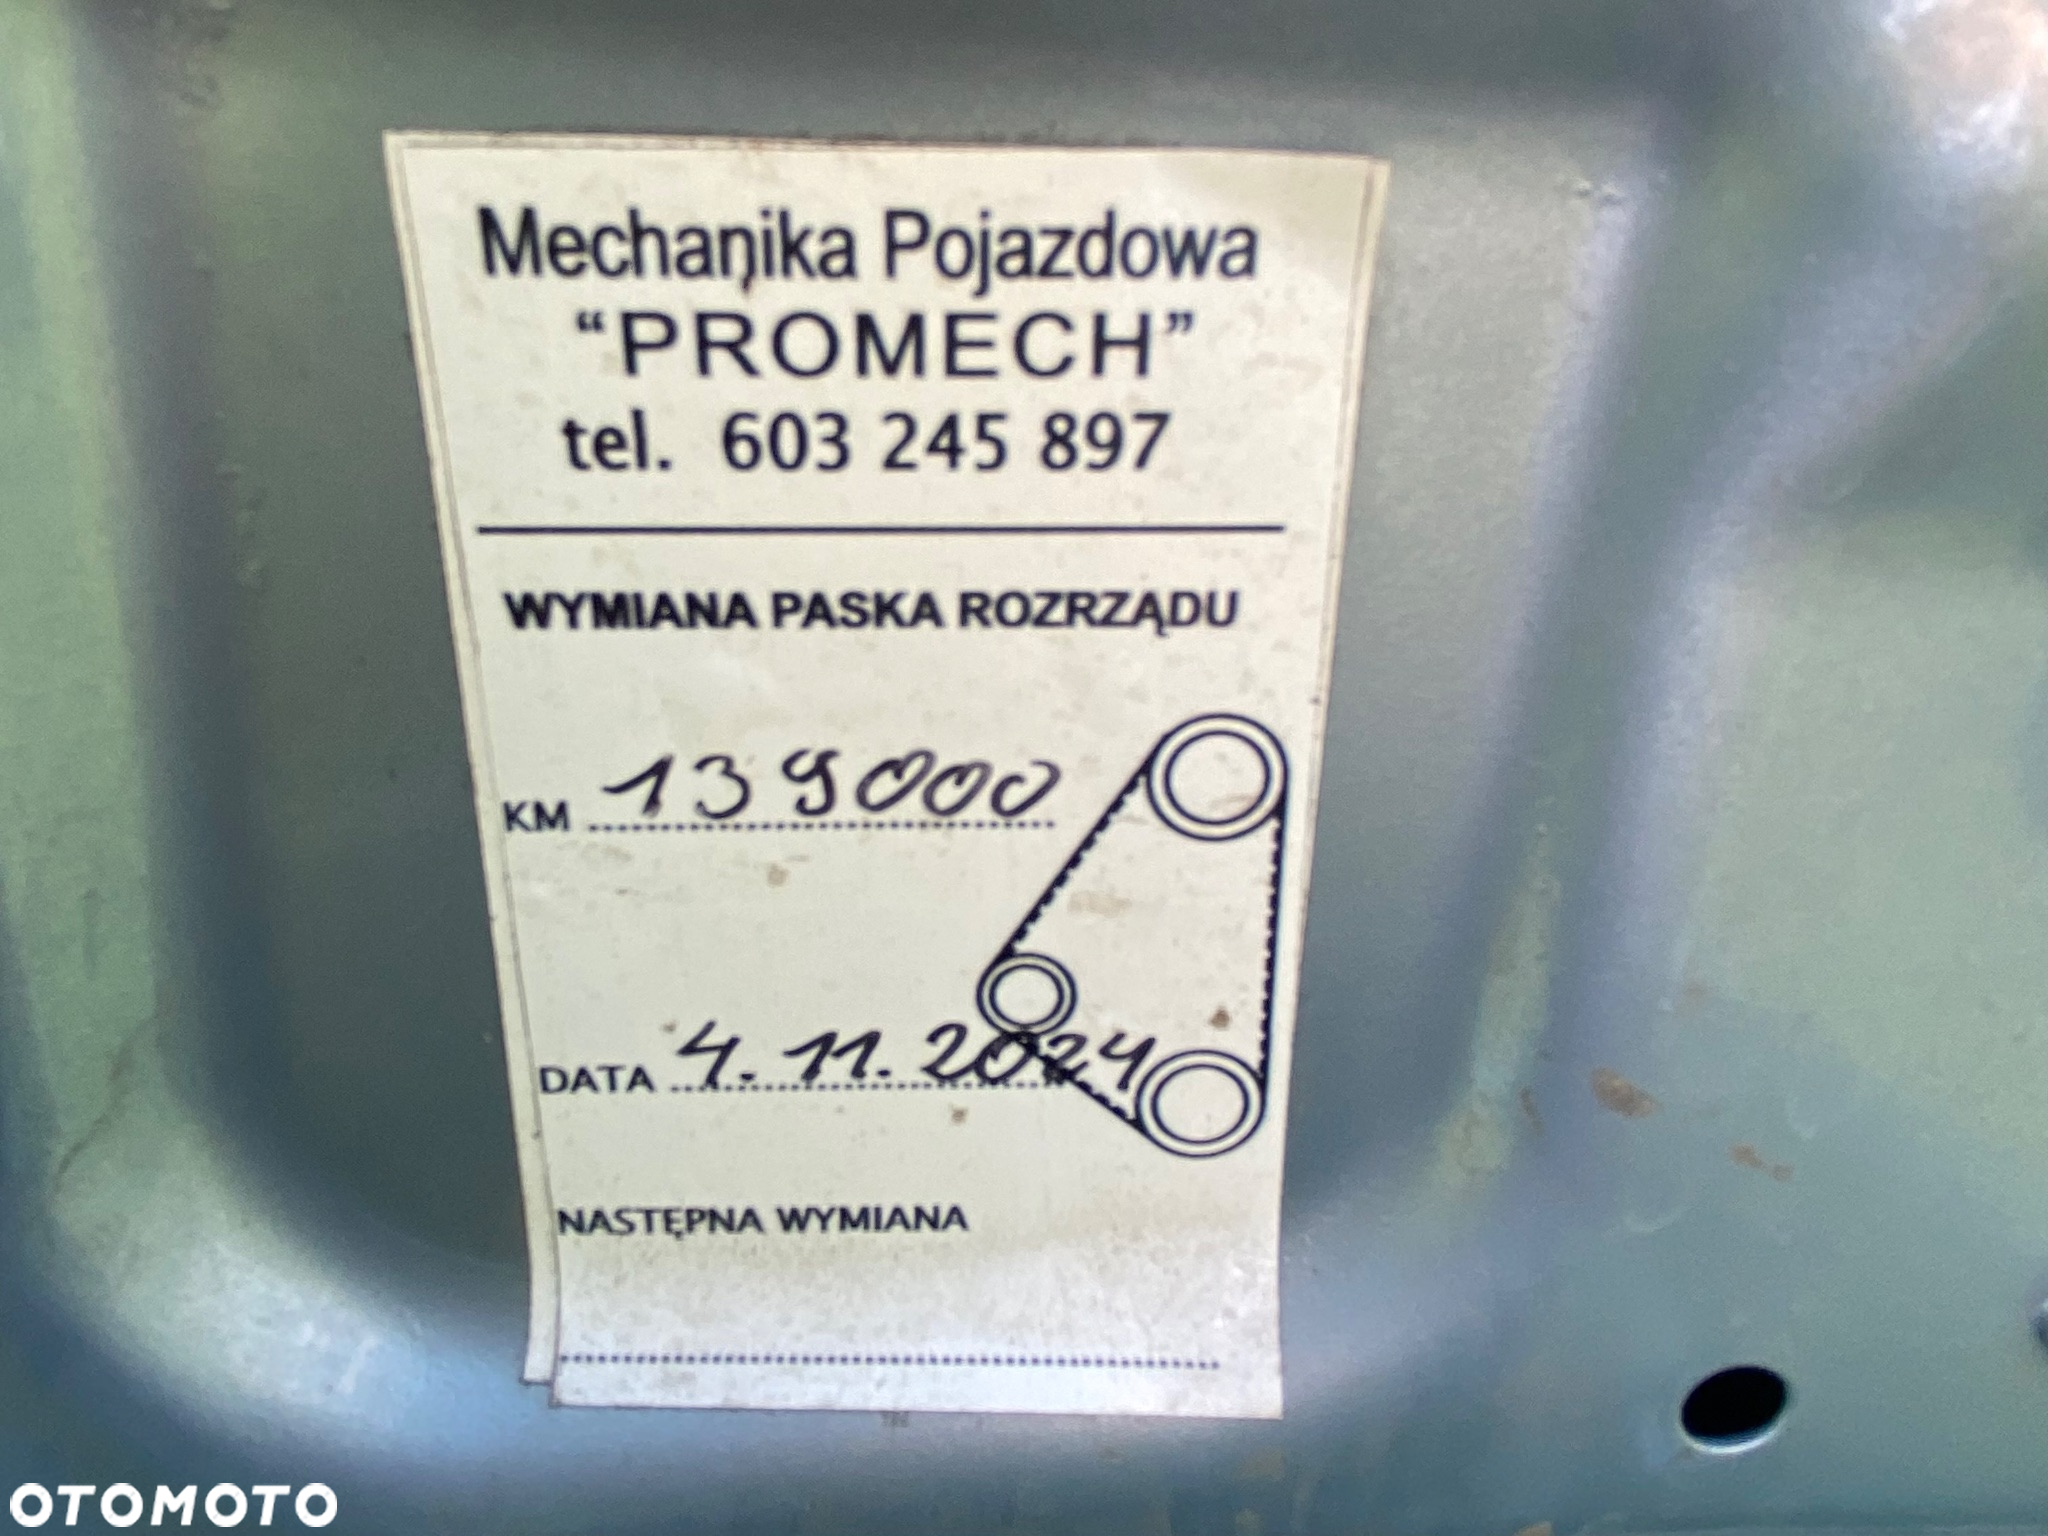 Mechanika Pojazdowa
“PROMECH”
tel. 603 245 897
WYMIANA PASKA ROZRZĄDU
KM 139000
DATA 4.11.2024
NASTĘPNA WYMIANA
OTOMOTO